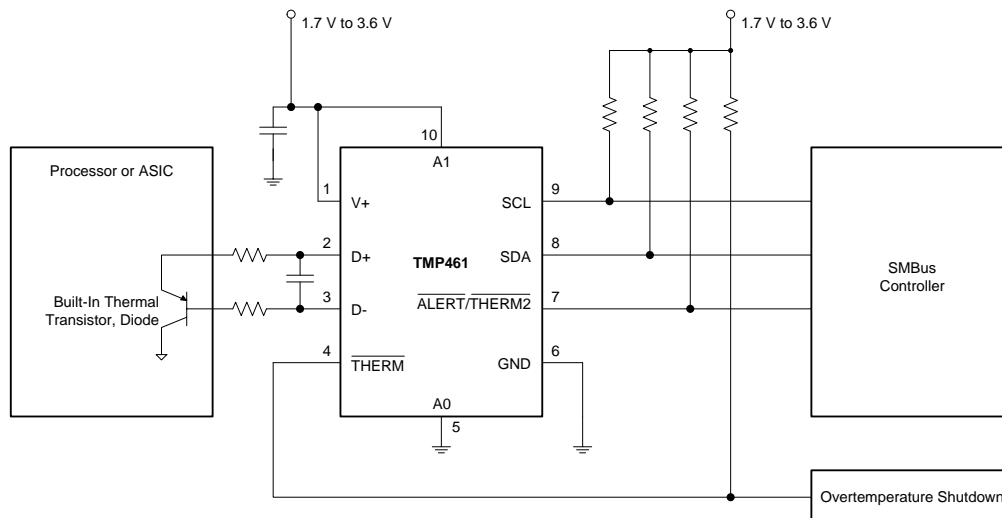 1.7 V to 3.6 V
1.7 V to 3.6 V
Processor or ASIC
Built-In Thermal
Transistor, Diode
10
A1
1
V+
2
D+
3
D-
4
THERM
TMP461
SCL
9
SDA
8
ALERT/THERM2
7
GND
6
A0
5
SMBus
Controller
Overtemperature Shutdown